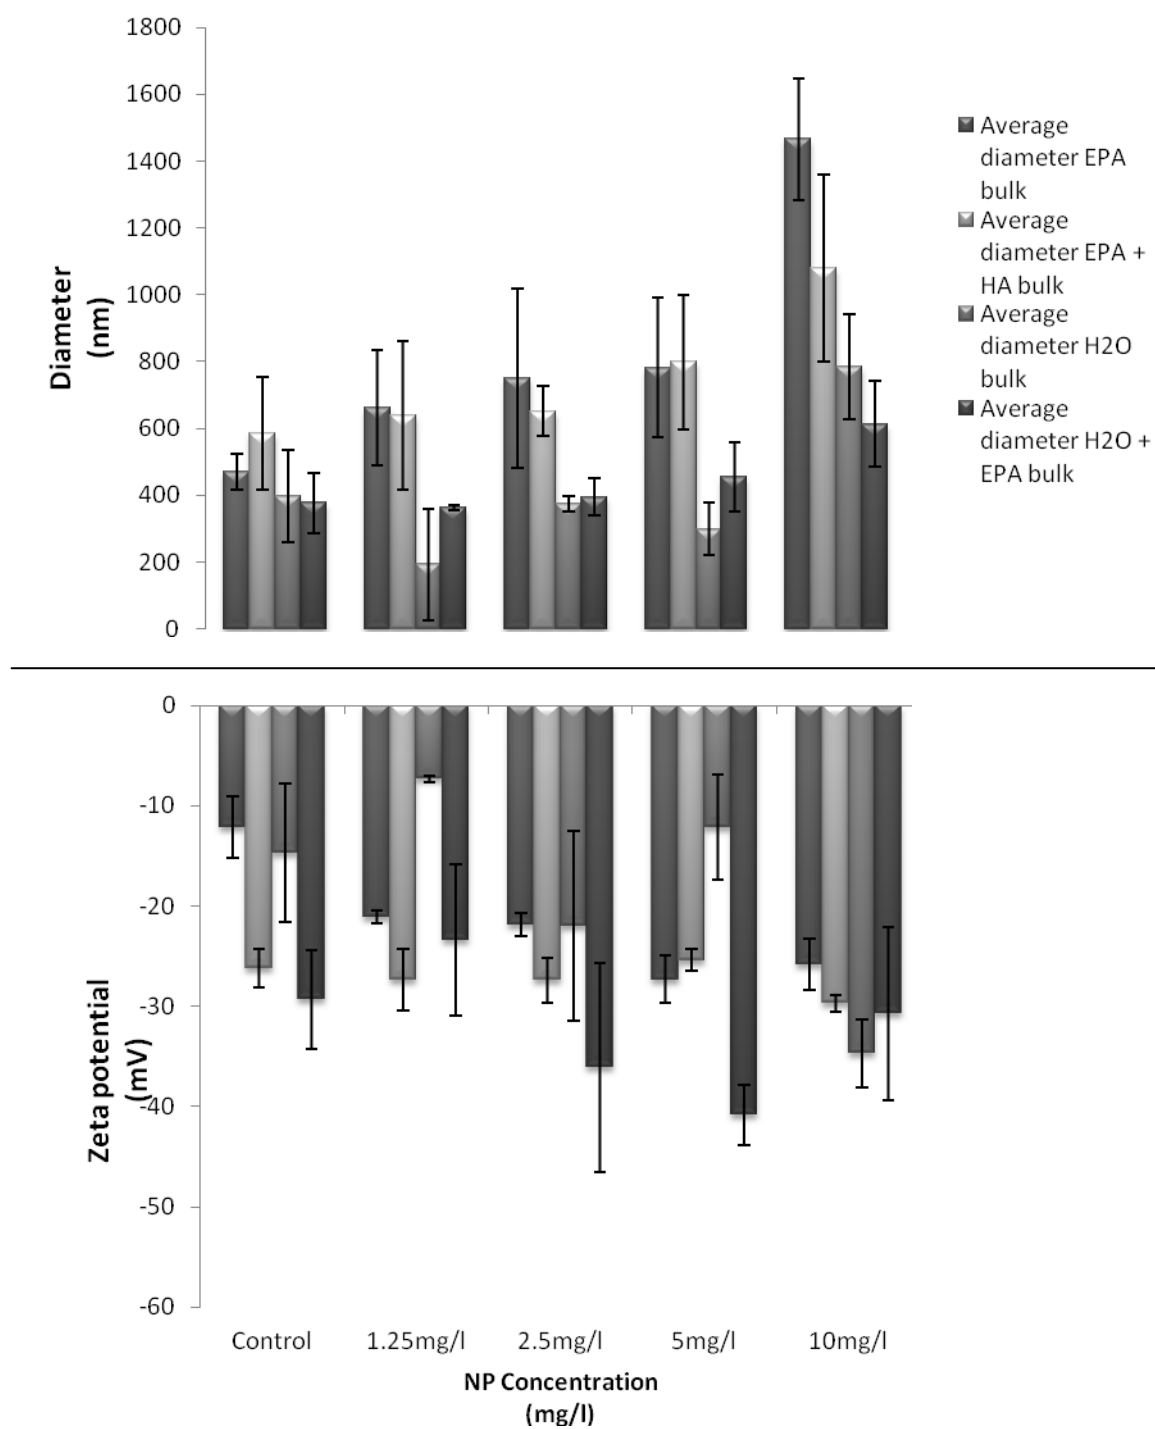 1800
1600
1400
1200
1000
800
600
400
200
0
Diameter
(nm)
Average
diameter EPA
bulk
Average
diameter EPA +
HA bulk
Average
diameter H2O
bulk
Average
diameter H2O +
EPA bulk
0
-10
-20
-30
-40
-50
-60
Zeta potential
(mV)
Control
1.25mg/l
2.5mg/l
5mg/l
10mg/l
NP Concentration
(mg/l)